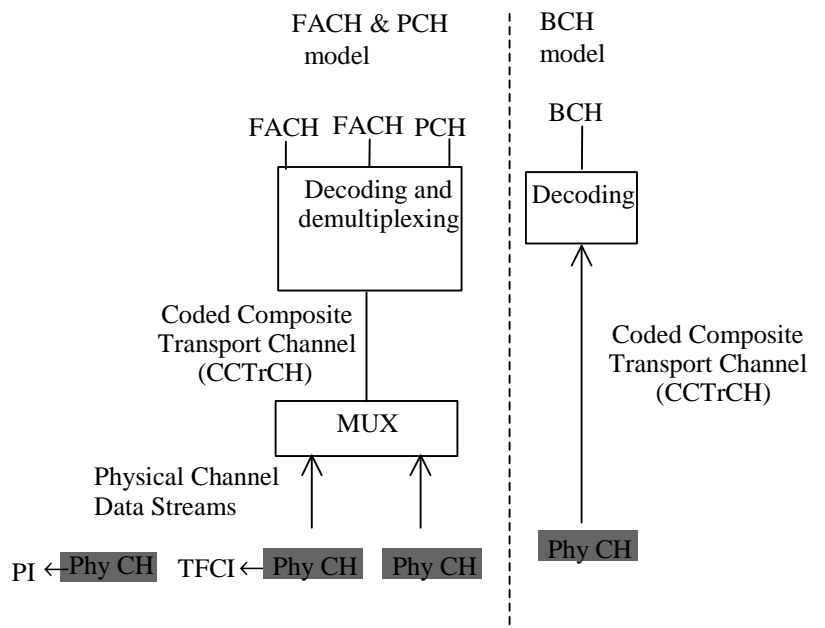 FACH & PCH
model
BCH
model
FACH FACH PCH
BCH
Decoding and
demultiplexing
Decoding
Coded Composite
Transport Channel
(CCTrCH)
Coded Composite
Transport Channel
(CCTrCH)
MUX
Physical Channel
Data Streams
PI
Phy CH
TFCI
Phy CH
Phy CH
Phy CH